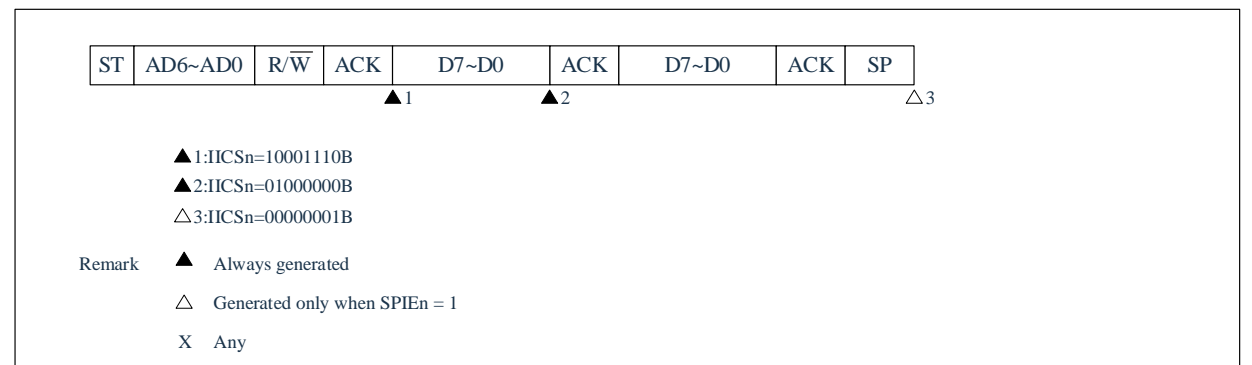 ST AD6~AD0 R/W̅ ACK D7~D0 ACK D7~D0 ACK SP
▲1 ▲2 △3
▲1:IICSn=10001110B
▲2:IICSn=01000000B
△3:IICSn=00000001B
Remark ▲ Always generated
△ Generated only when SPIEn = 1
X Any